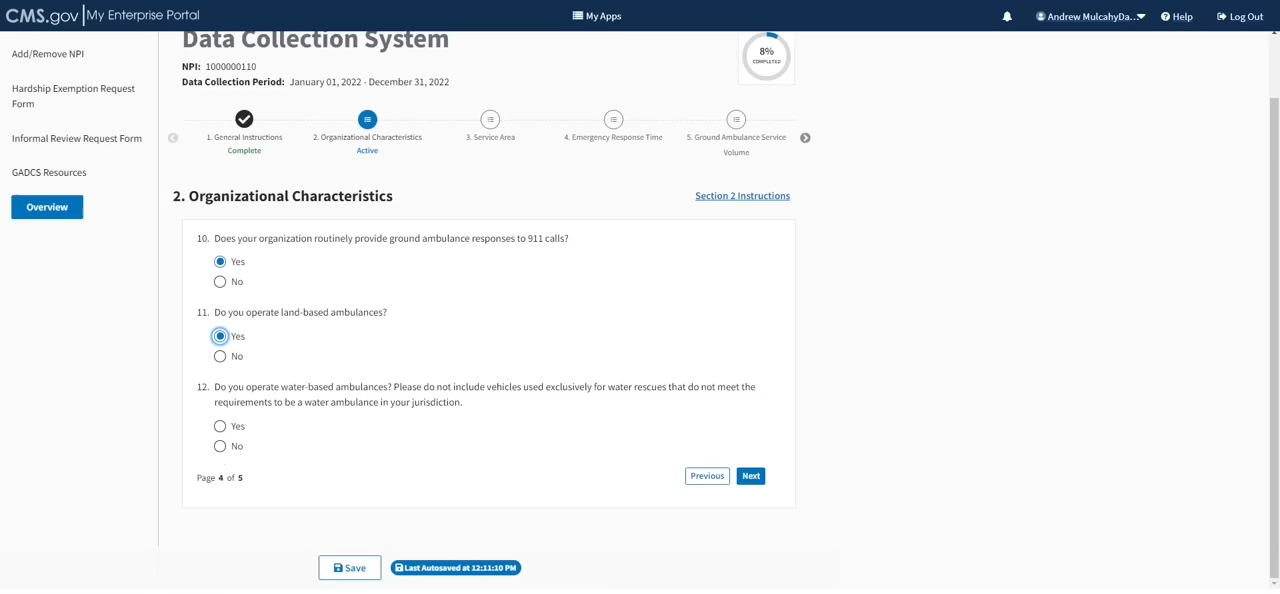 CMS.gov My Enterprise Portal
My Apps
Andrew MulcahyDa...
Help
Log Out
Add/Remove NPI
Hardship Exemption Request
Form
Informal Review Request Form
GADCS Resources
Overview
Data Collection System
NPI: 1000000110
Data Collection Period: January 01, 2022 - December 31, 2022
8%
COMPLETED
1. General Instructions
Complete
2. Organizational Characteristics
Active
3. Service Area
4. Emergency Response Time
5. Ground Ambulance Service
Volume
2. Organizational Characteristics
Section 2 Instructions
10. Does your organization routinely provide ground ambulance responses to 911 calls?
Yes
No
11. Do you operate land-based ambulances?
Yes
No
12. Do you operate water-based ambulances? Please do not include vehicles used exclusively for water rescues that do not meet the
requirements to be a water ambulance in your jurisdiction.
Yes
No
Page 4 of 5
Previous
Next
Save
Last Autosaved at 12:11:10 PM